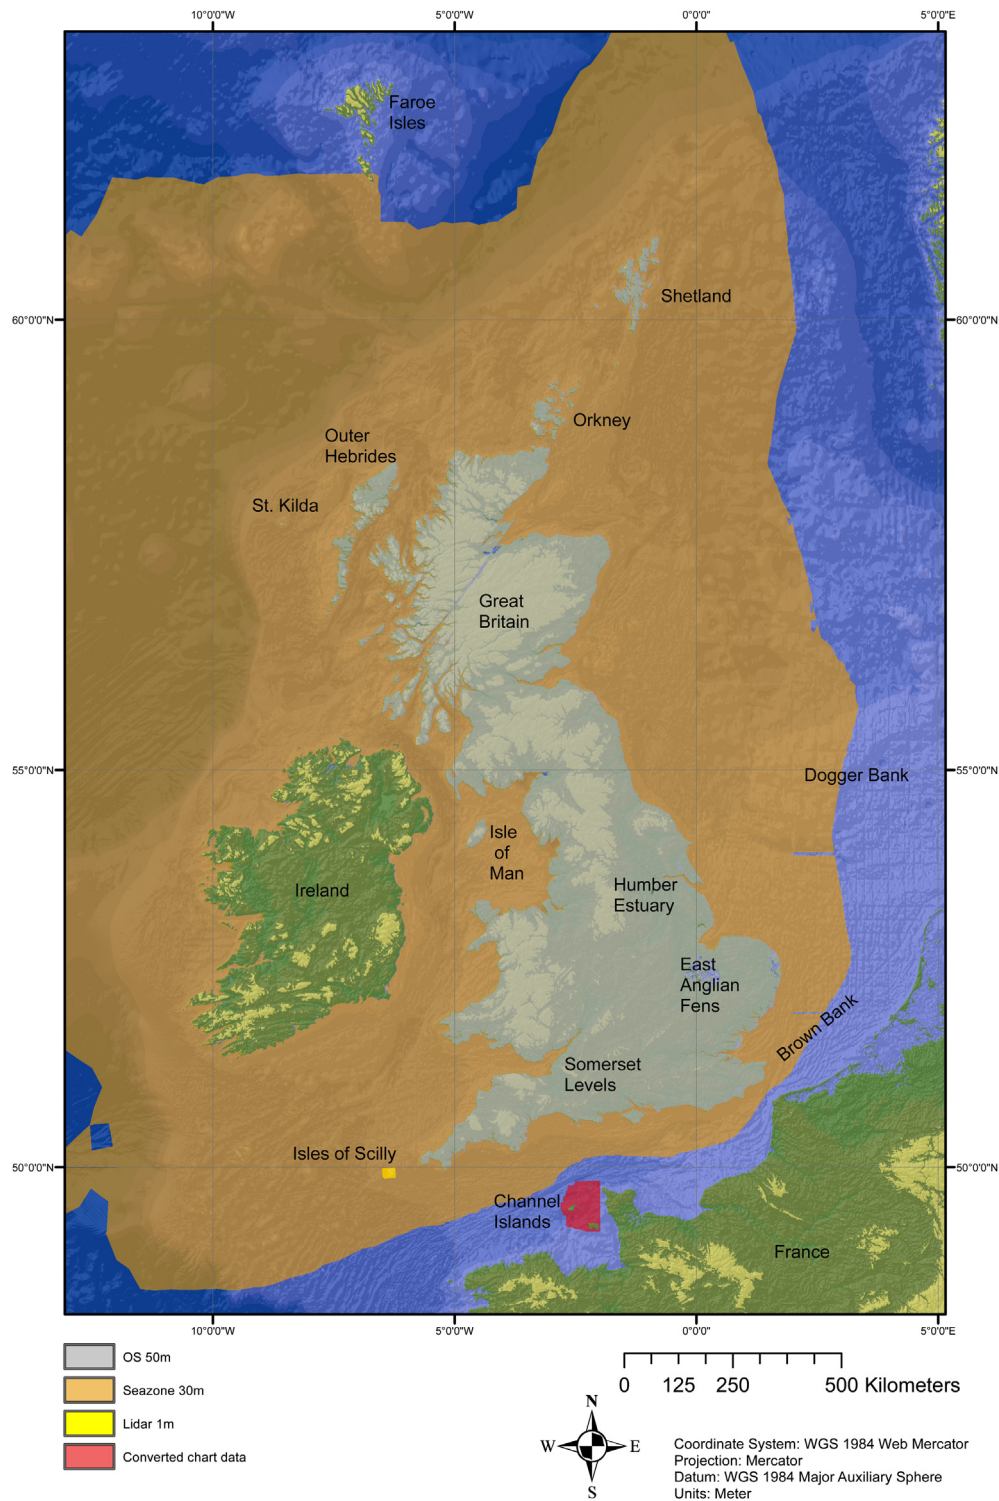 10°0'0"W 5°0'0"W 0°0'0" 5°0'0"E
Faroe
Isles
Shetland
60°0'0"N 60°0'0"N
Orkney
Outer
Hebrides
St. Kilda
Great
Britain
55°0'0"N 55°0'0"N
Dogger Bank
Isle
of
Man
Ireland
Humber
Estuary
East
Anglian
Fens
Brown Bank
Somerset
Levels
Isles of Scilly
50°0'0"N 50°0'0"N
Channel
Islands
France
10°0'0"W 5°0'0"W 0°0'0" 5°0'0"E
OS 50m
Seazone 30m
Lidar 1m
Converted chart data
0 125 250 500 Kilometers
N
W E
S
Coordinate System: WGS 1984 Web Mercator
Projection: Mercator
Datum: WGS 1984 Major Auxiliary Sphere
Units: Meter